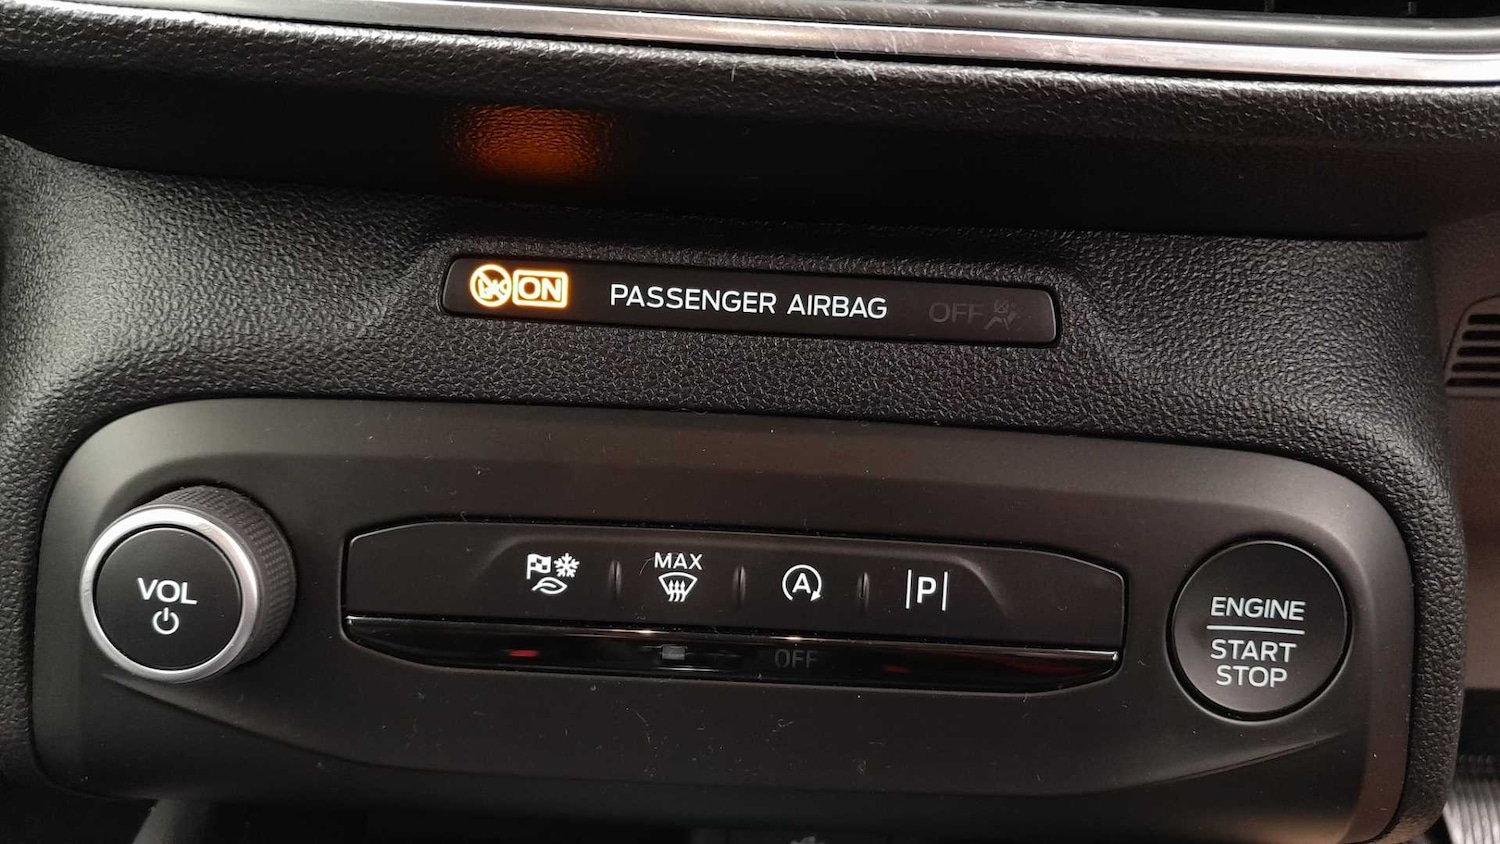 ON PASSENGER AIRBAG OFF
VOL
MAX
A
P
OFF
ENGINE
START
STOP